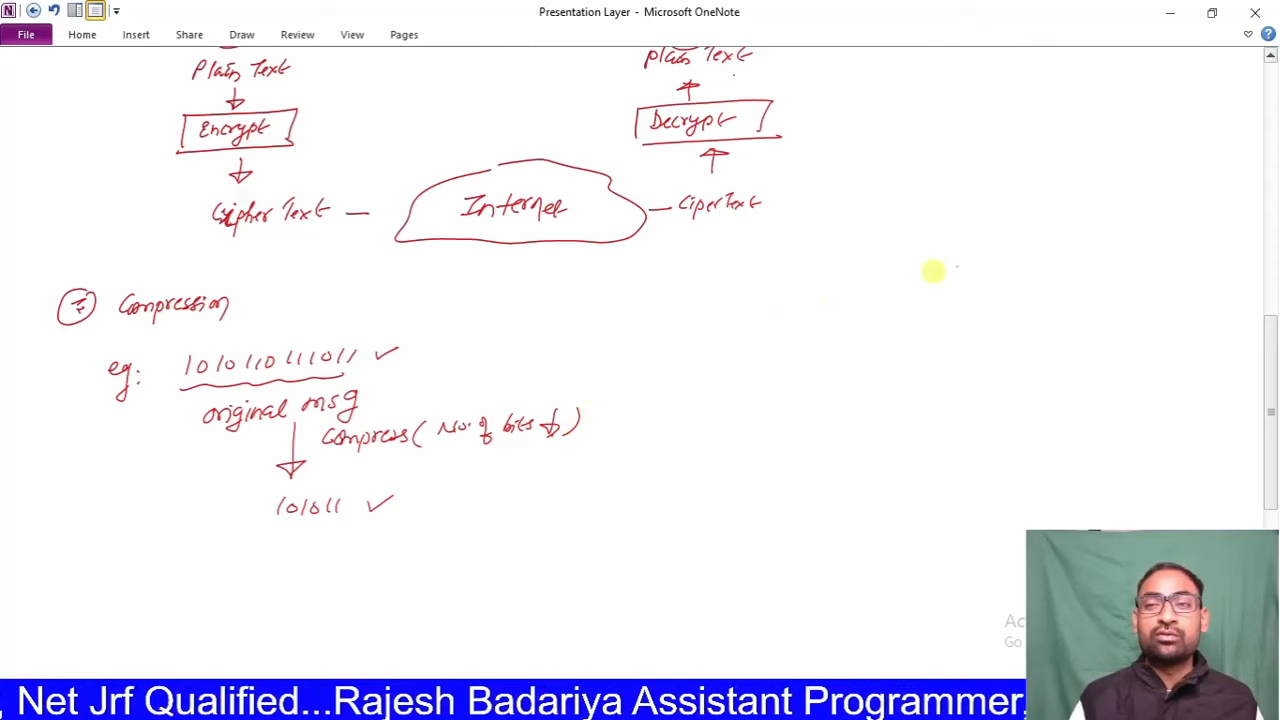 Presentation Layer - Microsoft OneNote
File Home Insert Share Draw Review View Pages
Plain Text
plain Text
Encrypt
Decrypt
Cipher Text
Internet
CiperText
Compression
eg: 1010110111011
original msg
Compress( No. of bits ↓)
101011
Go
, Net Jrf Qualified...Rajesh Badariya Assistant Programmer,